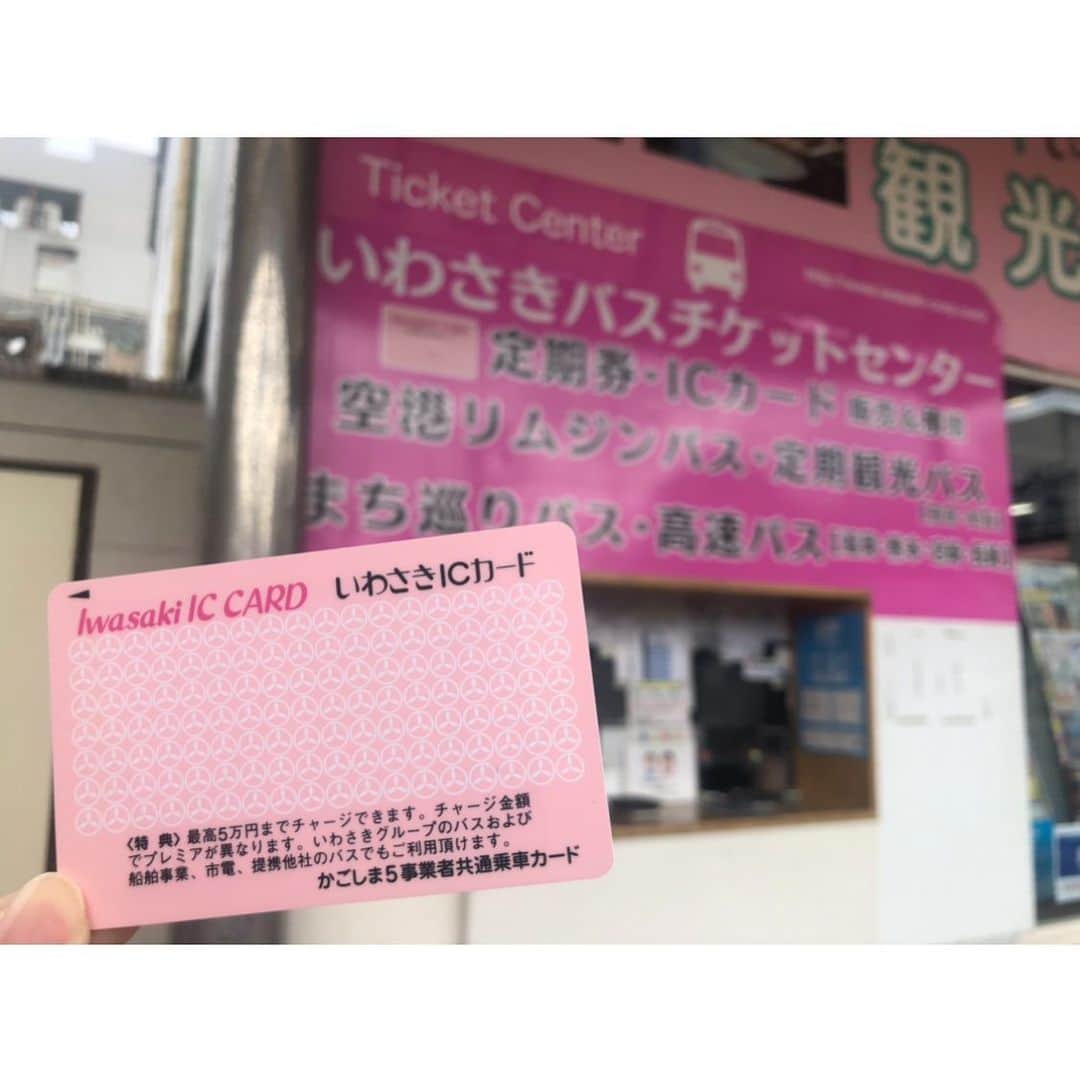 Ticket Center
いわさきバスチケットセンター
定期券・ICカード
空港リムジンバス・定期観光バス
まち巡りバス・高速バス
観光
Iwasaki IC CARD いわさきICカード
〈特典〉最高5万円までチャージできます。チャージ金額
でプレミアが異なります。いわさきグループのバスおよび
船舶事業、市電、提携他社のバスでもご利用頂けます。
かごしま5事業者共通乗車カード